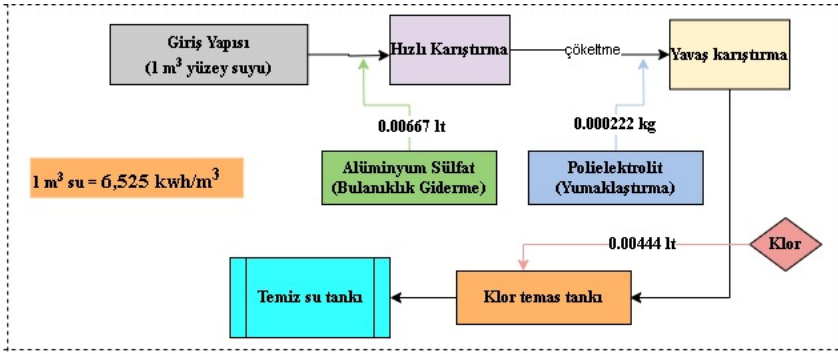 Giriş Yapısı
(1 m³ yüzey suyu)
Hızlı Karıştırma
çökeltme
Yavaş karıştırma
0.00667 lt
0.000222 kg
Alüminyum Sülfat
(Bulanıklık Giderme)
Polielektrolit
(Yumaklaştırma)
1 m³ su = 6,525 kwh/m³
0.00444 lt
Klor
Temiz su tankı
Klor temas tankı